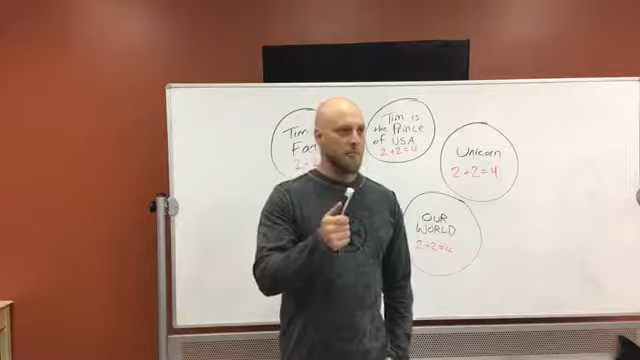 Tim
2
Tim is
the Prince
of USA
2+2=4
Unicorn
2+2=4
OUR
WORLD
2+2=4